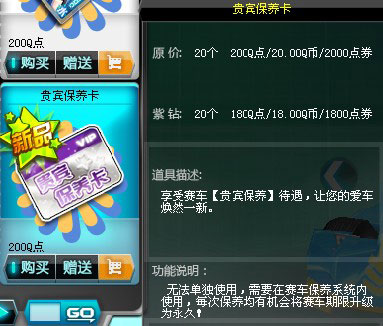 200Q点
购买 赠送
贵宾保养卡
新品
VIP
贵宾
保养卡
200Q点
购买 赠送
GO
贵宾保养卡
原价: 20个 20CQ点/20.00Q币/2000点券
紫钻: 20个 18CQ点/18.00Q币/1800点券
道具描述:
享受赛车【贵宾保养】待遇,让您的爱车
焕然一新。
功能说明:
无法单独使用,需要在赛车保养系统内
使用,每次保养均有机会将赛车期限升级
为永久!